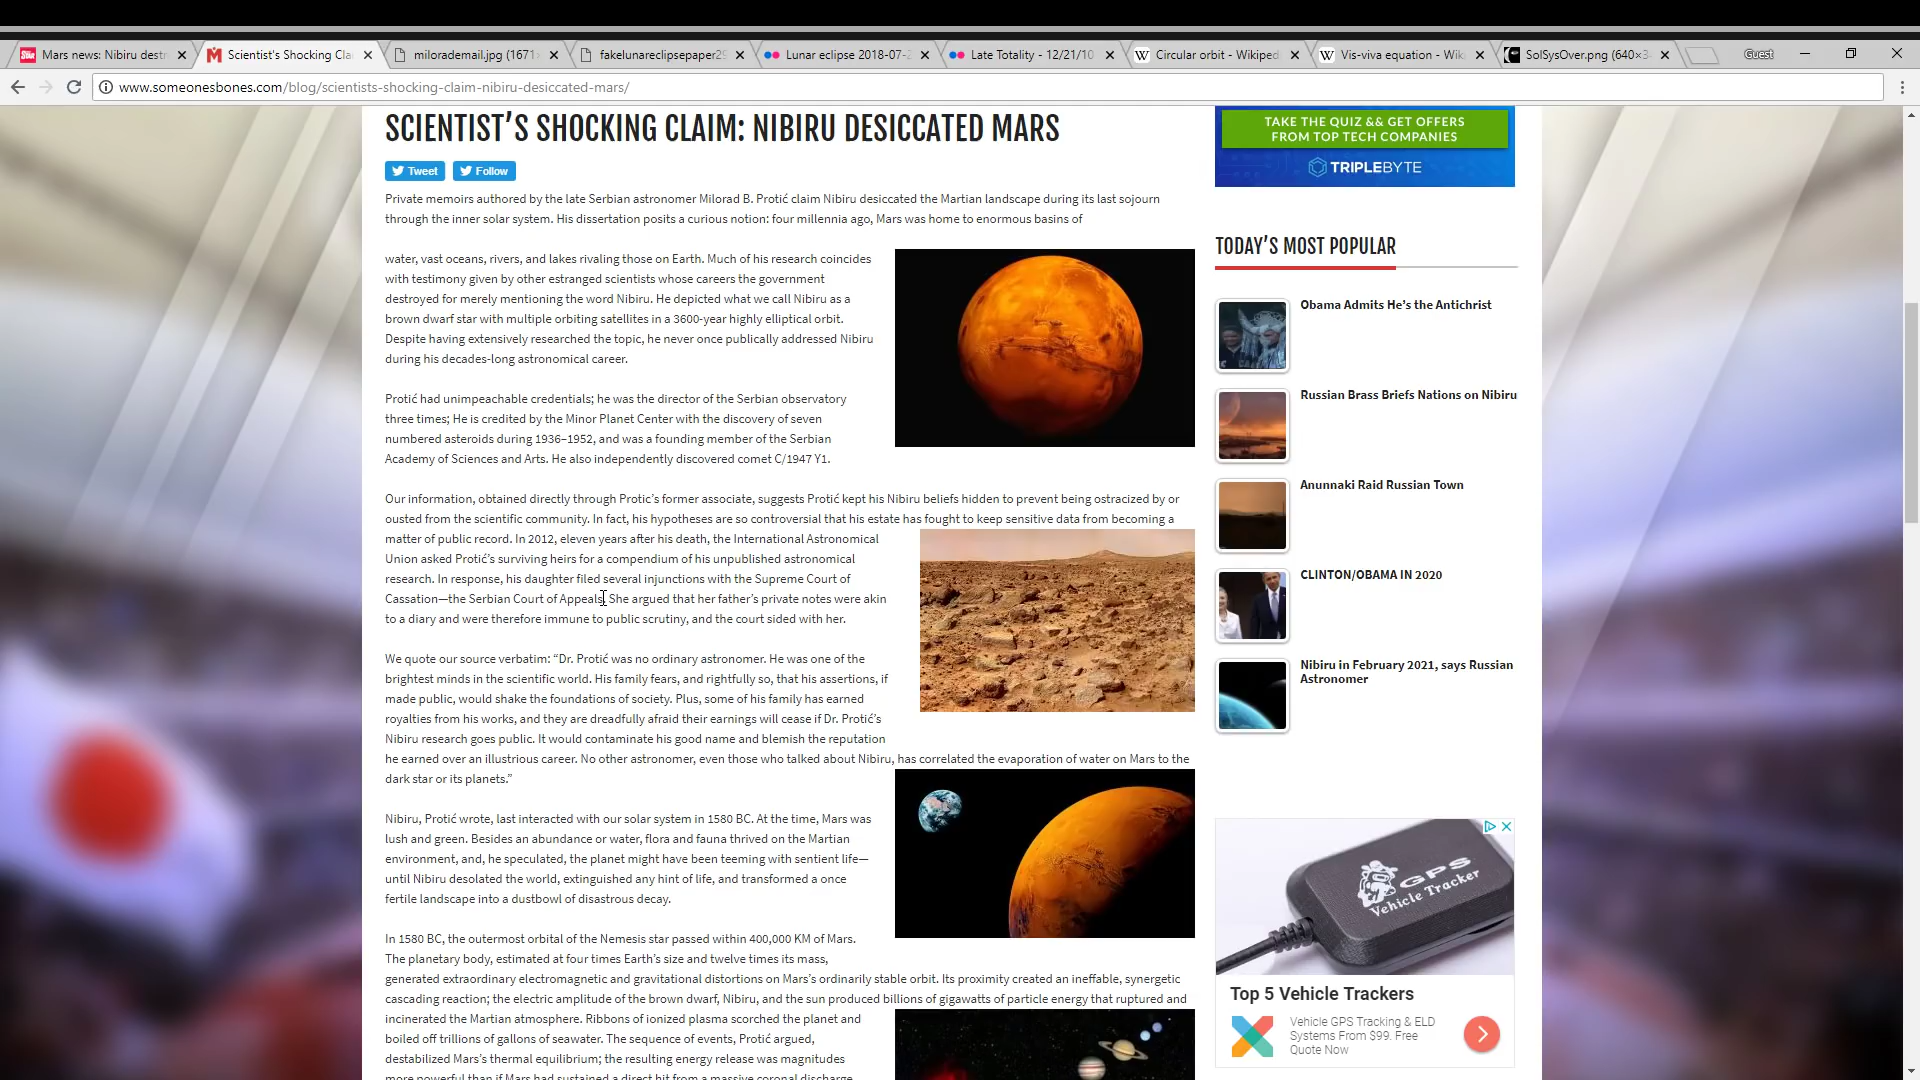 Mars news: Nibiru destr
Scientist's Shocking Cla
milorademail.jpg (1671
fakelunareclipsepaper29
Lunar eclipse 2018-07-2
Late Totality - 12/21/10
Circular orbit - Wikiped
Vis-viva equation - Wik
SolSysOver.png (640×3
Guest
www.someonesbones.com/blog/scientists-shocking-claim-nibiru-desiccated-mars/
SCIENTIST'S SHOCKING CLAIM: NIBIRU DESICCATED MARS
Tweet
Follow
Private memoirs authored by the late Serbian astronomer Milorad B. Protić claim Nibiru desiccated the Martian landscape during its last sojourn
through the inner solar system. His dissertation posits a curious notion: four millennia ago, Mars was home to enormous basins of
water, vast oceans, rivers, and lakes rivaling those on Earth. Much of his research coincides
with testimony given by other estranged scientists whose careers the government
destroyed for merely mentioning the word Nibiru. He depicted what we call Nibiru as a
brown dwarf star with multiple orbiting satellites in a 3600-year highly elliptical orbit.
Despite having extensively researched the topic, he never once publically addressed Nibiru
during his decades-long astronomical career.
Protić had unimpeachable credentials; he was the director of the Serbian observatory
three times; He is credited by the Minor Planet Center with the discovery of seven
numbered asteroids during 1936–1952, and was a founding member of the Serbian
Academy of Sciences and Arts. He also independently discovered comet C/1947 Y1.
Our information, obtained directly through Protic's former associate, suggests Protić kept his Nibiru beliefs hidden to prevent being ostracized by or
ousted from the scientific community. In fact, his hypotheses are so controversial that his estate has fought to keep sensitive data from becoming a
matter of public record. In 2012, eleven years after his death, the International Astronomical
Union asked Protić's surviving heirs for a compendium of his unpublished astronomical
research. In response, his daughter filed several injunctions with the Supreme Court of
Cassation—the Serbian Court of Appeals. She argued that her father's private notes were akin
to a diary and were therefore immune to public scrutiny, and the court sided with her.
We quote our source verbatim: “Dr. Protić was no ordinary astronomer. He was one of the
brightest minds in the scientific world. His family fears, and rightfully so, that his assertions, if
made public, would shake the foundations of society. Plus, some of his family has earned
royalties from his works, and they are dreadfully afraid their earnings will cease if Dr. Protić's
Nibiru research goes public. It would contaminate his good name and blemish the reputation
he earned over an illustrious career. No other astronomer, even those who talked about Nibiru, has correlated the evaporation of water on Mars to the
dark star or its planets.”
Nibiru, Protić wrote, last interacted with our solar system in 1580 BC. At the time, Mars was
lush and green. Besides an abundance or water, flora and fauna thrived on the Martian
environment, and, he speculated, the planet might have been teeming with sentient life—
until Nibiru desolated the world, extinguished any hint of life, and transformed a once
fertile landscape into a dustbowl of disastrous decay.
In 1580 BC, the outermost orbital of the Nemesis star passed within 400,000 KM of Mars.
The planetary body, estimated at four times Earth's size and twelve times its mass,
generated extraordinary electromagnetic and gravitational distortions on Mars's ordinarily stable orbit. Its proximity created an ineffable, synergetic
cascading reaction; the electric amplitude of the brown dwarf, Nibiru, and the sun produced billions of gigawatts of particle energy that ruptured and
incinerated the Martian atmosphere. Ribbons of ionized plasma scorched the planet and
boiled off trillions of gallons of seawater. The sequence of events, Protić argued,
destabilized Mars's thermal equilibrium; the resulting energy release was magnitudes
more powerful than if Mars had sustained a direct hit from a massive coronal discharge
TAKE THE QUIZ && GET OFFERS
FROM TOP TECH COMPANIES
TRIPLEBYTE
TODAY'S MOST POPULAR
Obama Admits He's the Antichrist
Russian Brass Briefs Nations on Nibiru
Anunnaki Raid Russian Town
CLINTON/OBAMA IN 2020
Nibiru in February 2021, says Russian
Astronomer
GPS
Vehicle Tracker
Top 5 Vehicle Trackers
Vehicle GPS Tracking & ELD
Systems From $99. Free
Quote Now